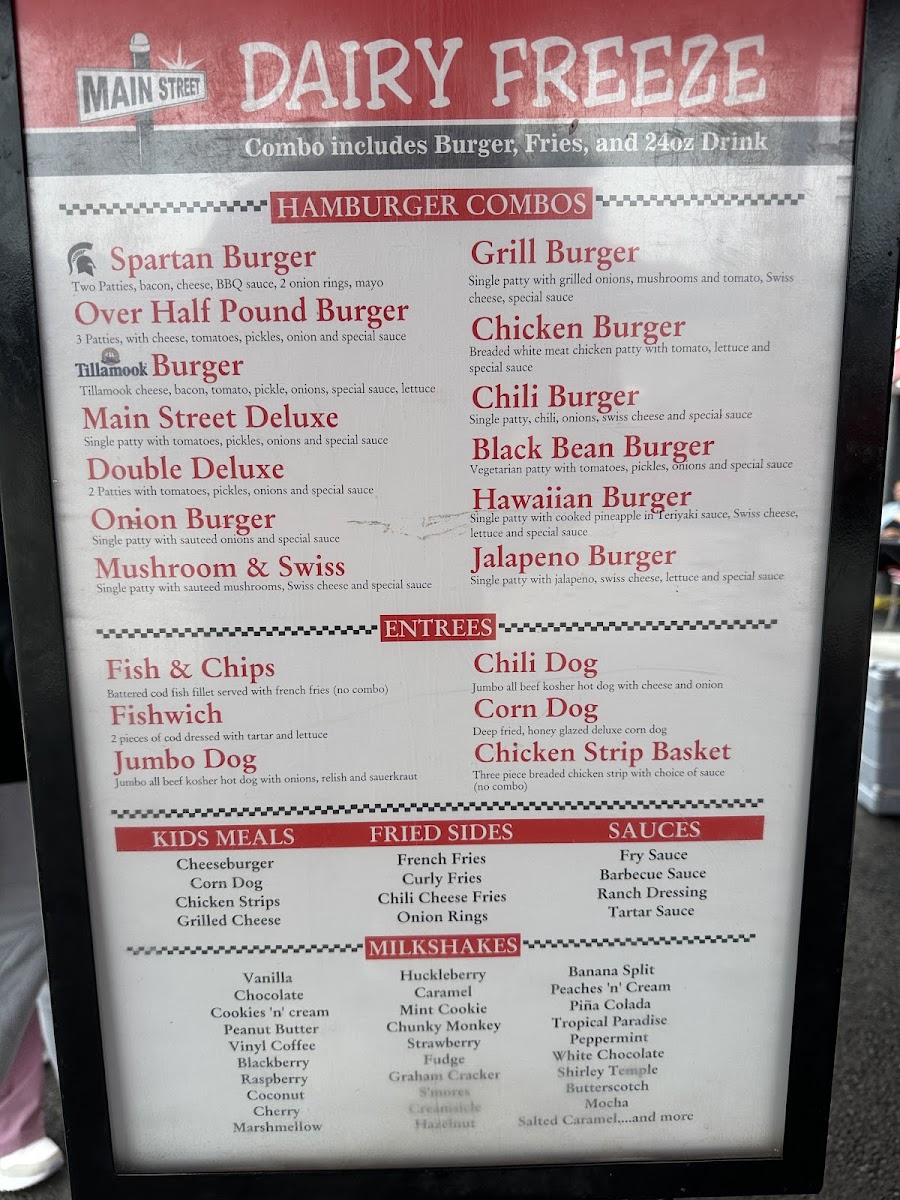 MAIN STREET
DAIRY FREEZE
Combo includes Burger, Fries, and 24oz Drink
HAMBURGER COMBOS
Spartan Burger
Two Patties, bacon, cheese, BBQ sauce, 2 onion rings, mayo
Over Half Pound Burger
3 Patties, with cheese, tomatoes, pickles, onion and special sauce
Tillamook Burger
Tillamook cheese, bacon, tomato, pickle, onions, special sauce, lettuce
Main Street Deluxe
Single patty with tomatoes, pickles, onions and special sauce
Double Deluxe
2 Patties with tomatoes, pickles, onions and special sauce
Onion Burger
Single patty with sauteed onions and special sauce
Mushroom & Swiss
Single patty with sauteed mushrooms, Swiss cheese and special sauce
Grill Burger
Single patty with grilled onions, mushrooms and tomato, Swiss
cheese, special sauce
Chicken Burger
Breaded white meat chicken patty with tomato, lettuce and
special sauce
Chili Burger
Single patty, chili, onions, swiss cheese and special sauce
Black Bean Burger
Vegetarian patty with tomatoes, pickles, onions and special sauce
Hawaiian Burger
Single patty with cooked pineapple in Teriyaki sauce, Swiss cheese,
lettuce and special sauce
Jalapeno Burger
Single patty with jalapeno, swiss cheese, lettuce and special sauce
ENTREES
Fish & Chips
Battered cod fish fillet served with french fries (no combo)
Fishwich
2 pieces of cod dressed with tartar and lettuce
Jumbo Dog
Jumbo all beef kosher hot dog with onions, relish and sauerkraut
Chili Dog
Jumbo all beef kosher hot dog with cheese and onion
Corn Dog
Deep fried, honey glazed deluxe corn dog
Chicken Strip Basket
Three piece breaded chicken strip with choice of sauce
(no combo)
KIDS MEALS
Cheeseburger
Corn Dog
Chicken Strips
Grilled Cheese
FRIED SIDES
French Fries
Curly Fries
Chili Cheese Fries
Onion Rings
SAUCES
Fry Sauce
Barbecue Sauce
Ranch Dressing
Tartar Sauce
MILKSHAKES
Vanilla
Chocolate
Cookies 'n' cream
Peanut Butter
Vinyl Coffee
Blackberry
Raspberry
Coconut
Cherry
Marshmellow
Huckleberry
Caramel
Mint Cookie
Chunky Monkey
Strawberry
Fudge
Graham Cracker
S'mores
Creamsicle
Hazelnut
Banana Split
Peaches 'n' Cream
Piña Colada
Tropical Paradise
Peppermint
White Chocolate
Shirley Temple
Butterscotch
Mocha
Salted Caramel,...and more